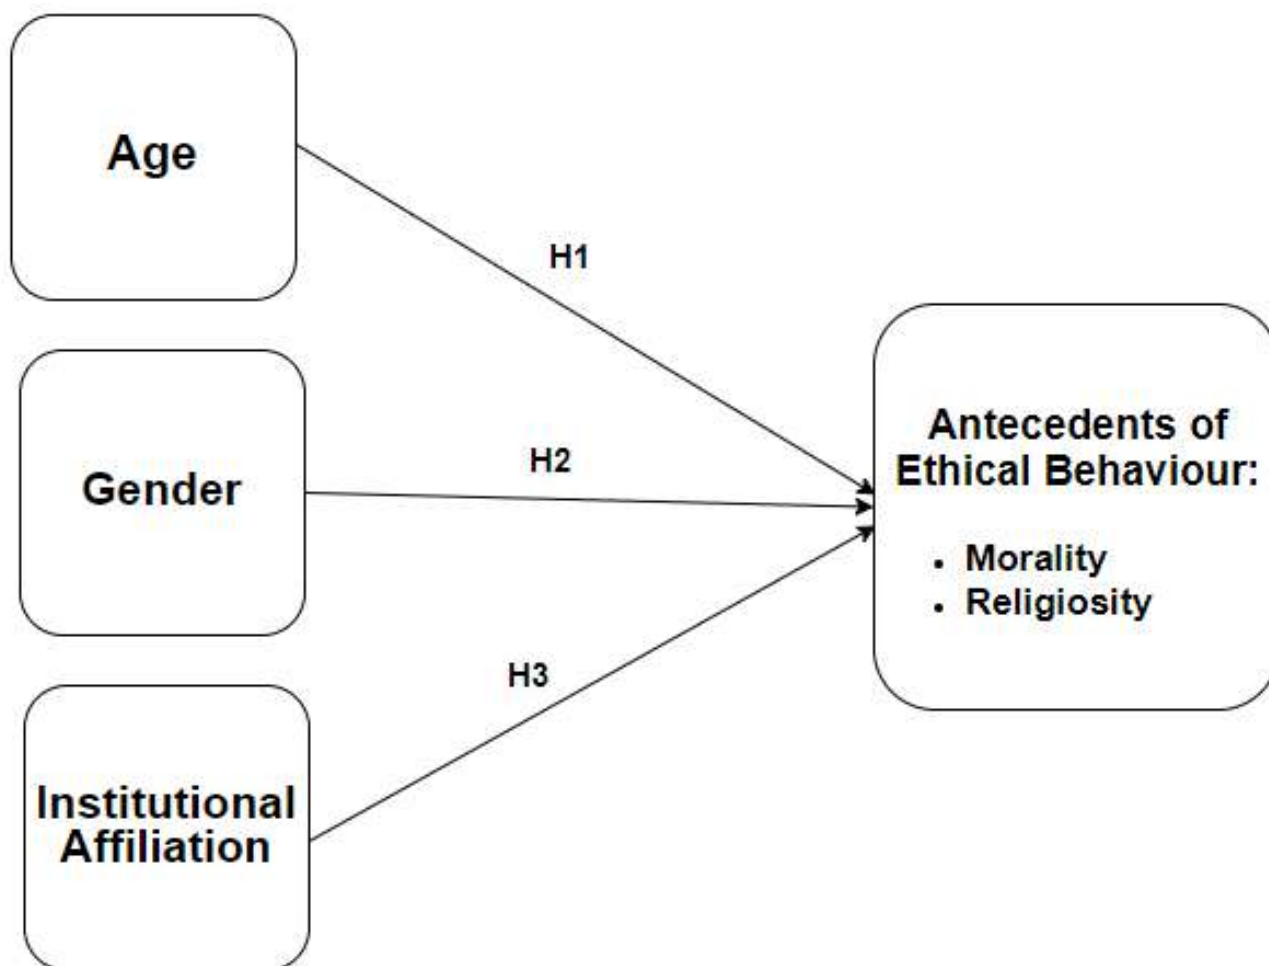 Age
H1
Gender
H2
Antecedents of
Ethical Behaviour:
• Morality
• Religiosity
H3
Institutional
Affiliation